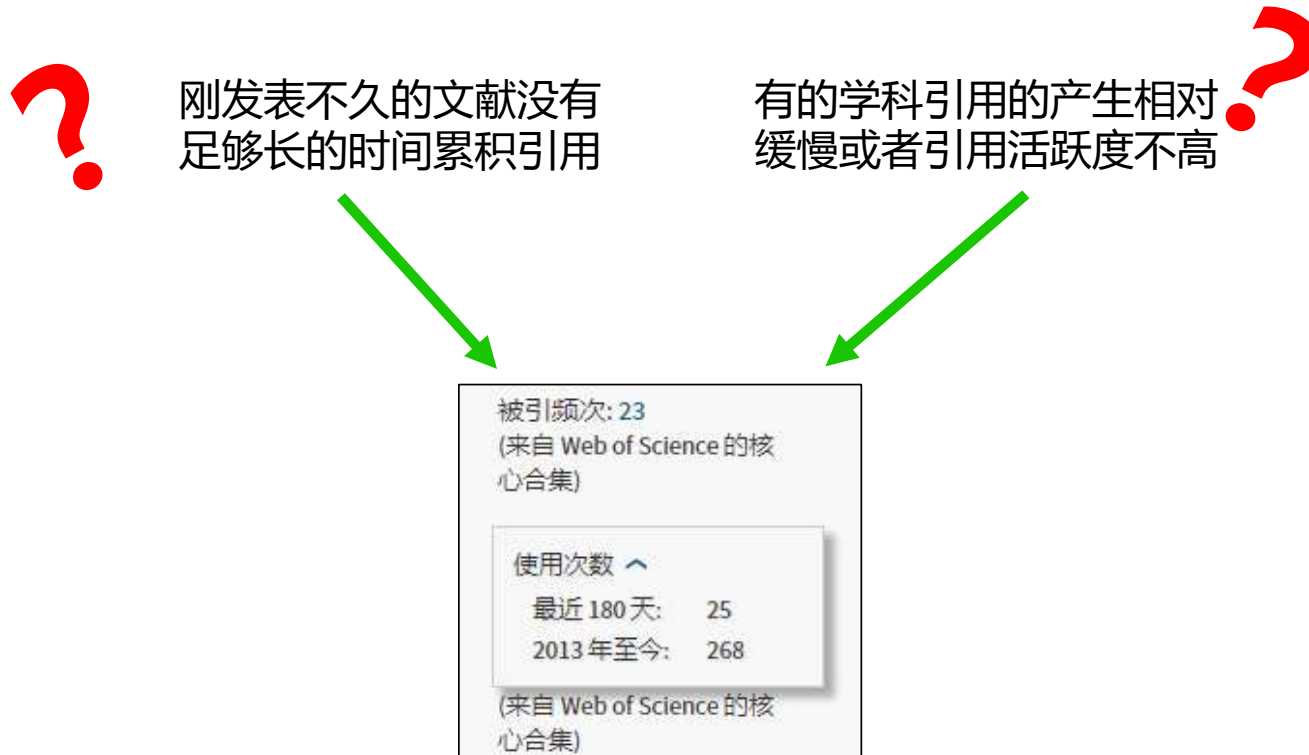 ?
刚发表不久的文献没有
足够长的时间累积引用
有的学科引用的产生相对
缓慢或者引用活跃度不高
?
被引频次: 23
(来自 Web of Science 的核
心合集)
使用次数
最近 180 天: 25
2013 年至今: 268
(来自 Web of Science 的核
心合集)